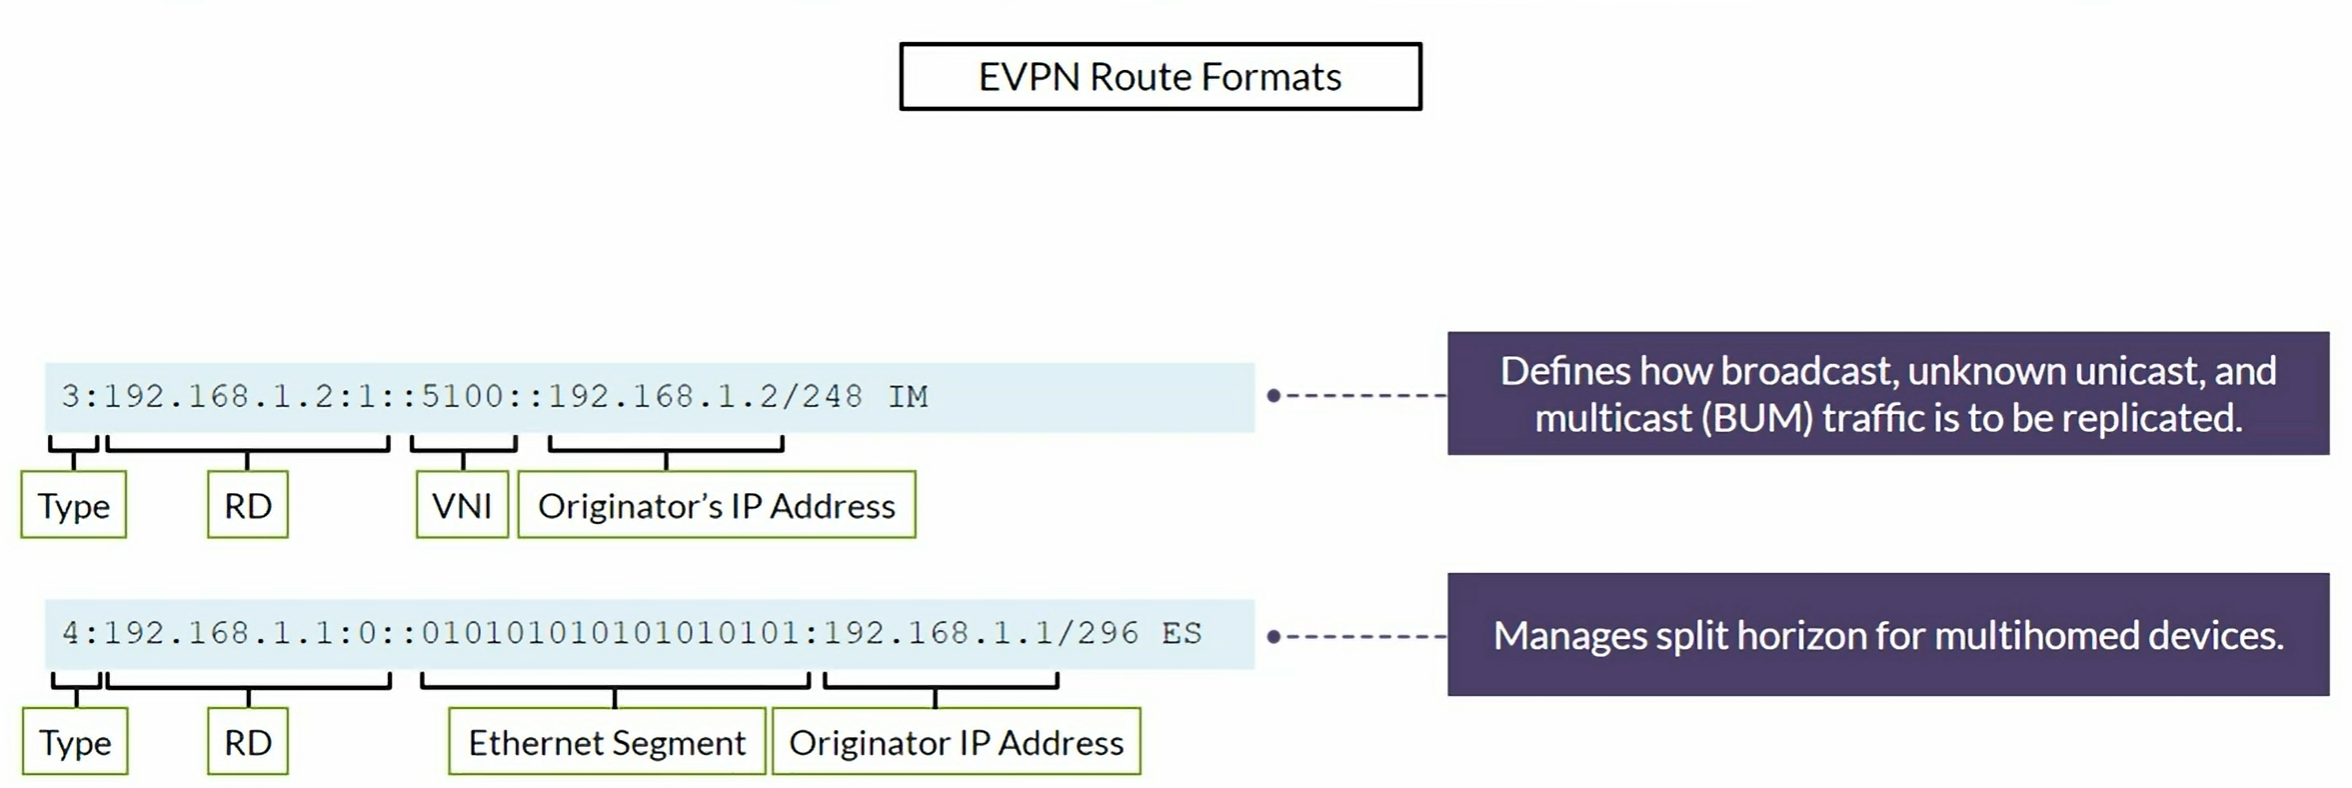 EVPN Route Formats
3:192.168.1.2:1::5100::192.168.1.2/248 IM
Defines how broadcast, unknown unicast, and
multicast (BUM) traffic is to be replicated.
Type
RD
VNI
Originator’s IP Address
4:192.168.1.1:0::010101010101010101:192.168.1.1/296 ES
Manages split horizon for multihomed devices.
Type
RD
Ethernet Segment
Originator IP Address